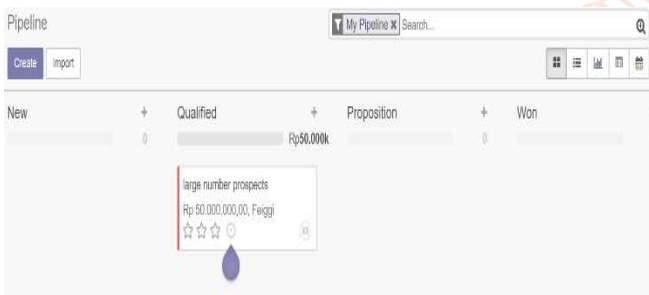 Pipeline
My Pipeline × Search...
Create Import
New + Qualified + Proposition + Won
0 Rp50.000k 0
large number prospects
Rp 50.000.000,00, Feiggi